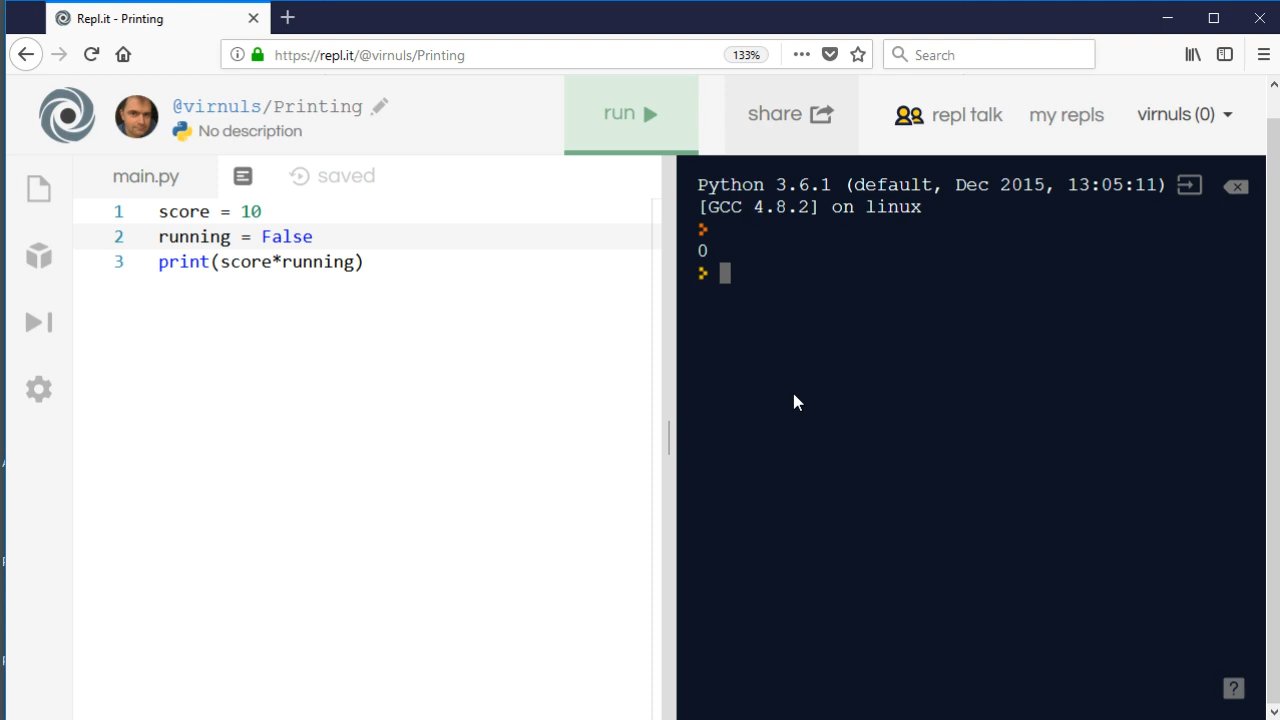 Repl.it - Printing
https://repl.it/@virnuls/Printing
133%
Search
@virnuls/Printing
No description
run
share
repl talk
my repls
virnuls (0)
main.py
saved
1 score = 10
2 running = False
3 print(score*running)
Python 3.6.1 (default, Dec 2015, 13:05:11)
[GCC 4.8.2] on linux
0
?